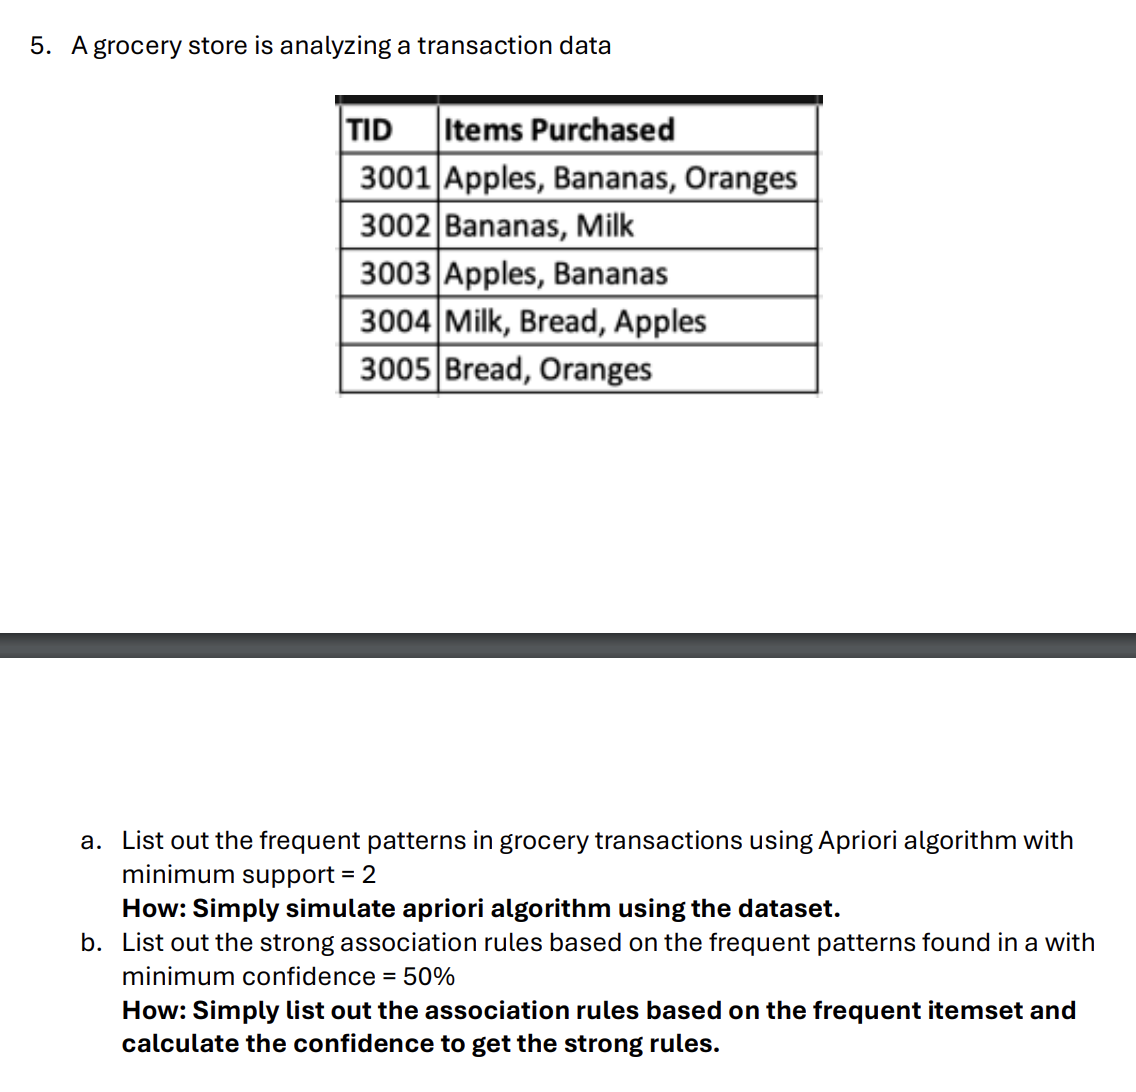 5. A grocery store is analyzing a transaction data
TID Items Purchased
3001 Apples, Bananas, Oranges
3002 Bananas, Milk
3003 Apples, Bananas
3004 Milk, Bread, Apples
3005 Bread, Oranges
a. List out the frequent patterns in grocery transactions using Apriori algorithm with
minimum support = 2
How: Simply simulate apriori algorithm using the dataset.
b. List out the strong association rules based on the frequent patterns found in a with
minimum confidence = 50%
How: Simply list out the association rules based on the frequent itemset and
calculate the confidence to get the strong rules.